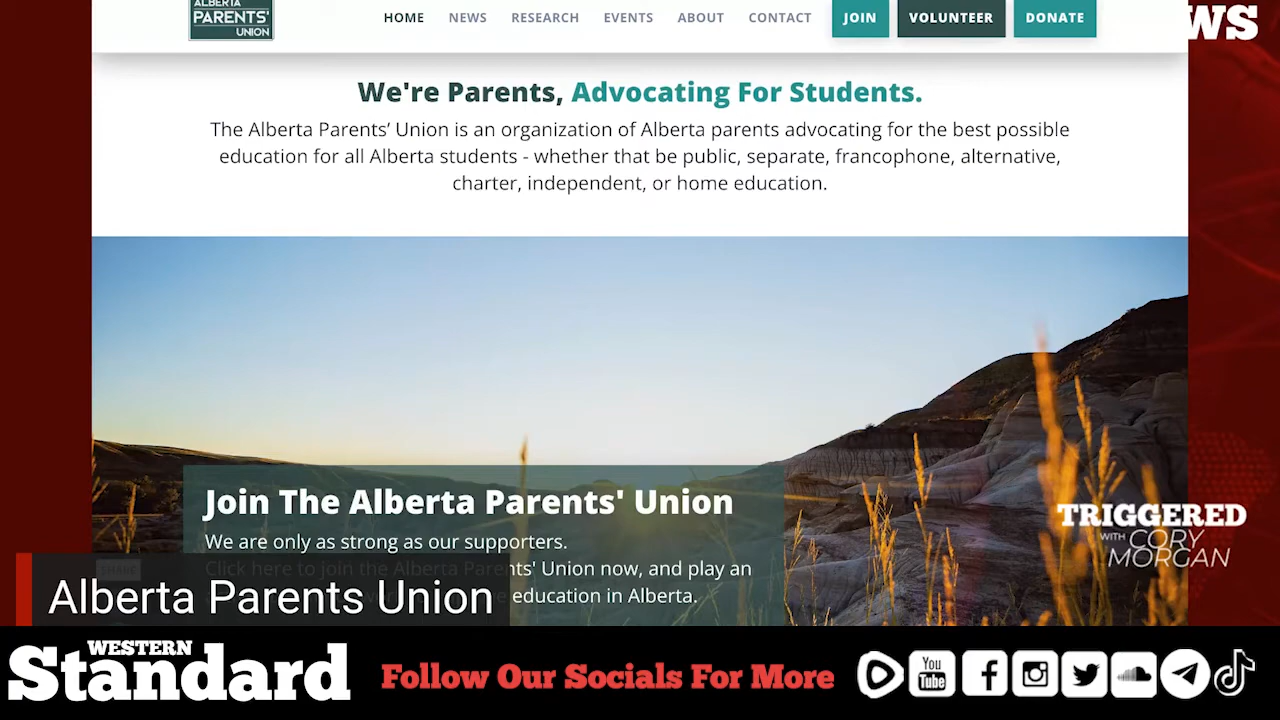 ALBERTA
PARENTS'
UNION
HOME NEWS RESEARCH EVENTS ABOUT CONTACT JOIN VOLUNTEER DONATE
We're Parents, Advocating For Students.
The Alberta Parents’ Union is an organization of Alberta parents advocating for the best possible
education for all Alberta students - whether that be public, separate, francophone, alternative,
charter, independent, or home education.
Join The Alberta Parents' Union
We are only as strong as our supporters.
Click here to join the Alberta Parents' Union now, and play an
education in Alberta.
TRIGGERED
WITH CORY
MORGAN
Alberta Parents Union
WESTERN
Standard
Follow Our Socials For More
You
Tube